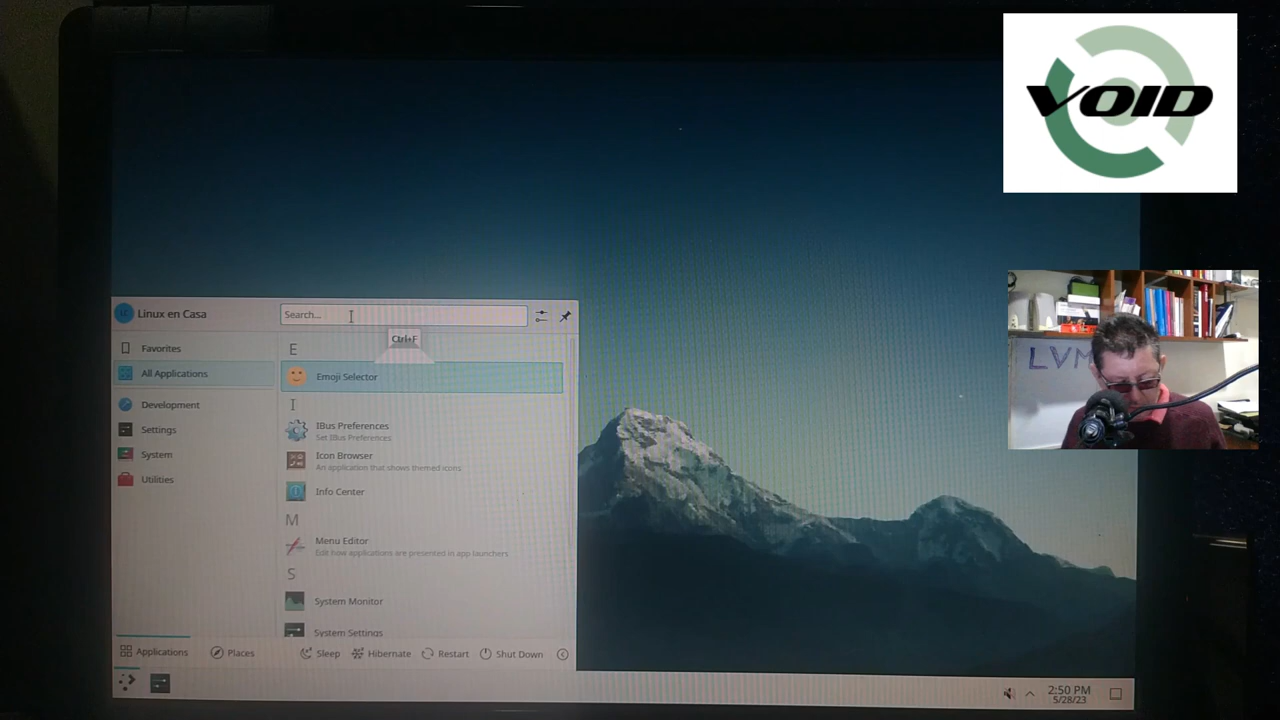 VOID
Linux en Casa
Search...
Ctrl+F
Favorites
All Applications
Development
Settings
System
Utilities
E
Emoji Selector
I
IBus Preferences
Set IBus Preferences
Icon Browser
An application that shows themed icons
Info Center
M
Menu Editor
Edit how applications are presented in app launchers
S
System Monitor
System Settings
Applications
Places
Sleep
Hibernate
Restart
Shut Down
2:50 PM
5/28/23
LVM